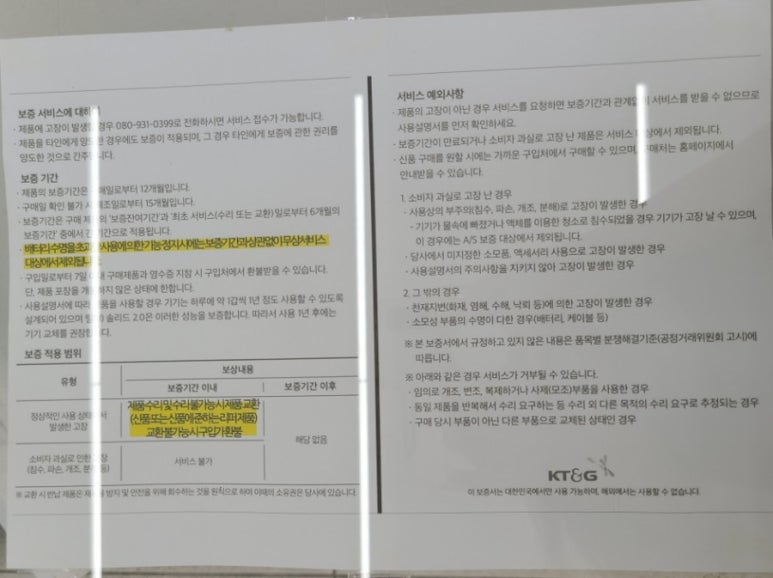 보증 서비스에 대하
· 제품에 고장이 발생할 경우 080-931-0399로 전화하시면 서비스 접수가 가능합니다.
· 제품을 타인에게 양도한 경우에도 보증이 적용되며, 그 경우 타인에게 보증에 관한 권리를
양도한 것으로 간주
보증 기간
· 제품의 보증기간은 구매일로부터 12개월입니다.
· 구매일 확인 불가 시 제조일로부터 15개월입니다.
· 보증기간은 구매 제품의 '보증잔여기간'과 '최초 서비스(수리 또는 교환)일로부터 6개월의
보증기간' 중에서 긴 기간으로 적용됩니다.
· 배터리 수명을 초과 사용에 의한 기능 정지 시에는 보증기간과 상관없이 무상서비스
대상에서 제외됩니다.
· 구입일로부터 7일 이내 구매제품과 영수증 지참 시 구입처에서 환불받을 수 있습니다.
단, 제품 포장을 개봉하지 않은 상태에 한합니다.
· 사용설명서에 따라 제품을 사용할 경우 기기는 하루에 약 1갑씩 1년 정도 사용할 수 있도록
설계되어 있으며 솔리드 2.0은 이러한 성능을 보증합니다. 따라서 사용 1년 후에는
기기 교체를 권장합니다.
보증 적용 범위
유형
보상내용
보증기간 이내
보증기간 이후
정상적인 사용 상태에서
발생한 고장
제품 수리 및 수리 불가능 시 제품 교환
(신품 또는 신품에 준하는 리퍼 제품)
교환 불가능 시 구입가 환불
해당 없음
소비자 과실로 인한 고장
(침수, 파손, 개조, 분해 등)
서비스 불가
※ 교환 시 반납 제품은 방지 및 안전을 위해 회수하는 것을 원칙으로 하며 이때의 소유권은 당사에 있습니다.
서비스 예외사항
· 제품의 고장이 아닌 경우 서비스를 요청하면 보증기간과 관계없이 서비스를 받을 수 없으므로
사용설명서를 먼저 확인하세요.
· 보증기간이 만료되거나 소비자 과실로 고장 난 제품은 서비스 대상에서 제외됩니다.
· 신품 구매를 원할 시에는 가까운 구입처에서 구매할 수 있으며, 구매처는 홈페이지에서
안내받을 수 있습니다.
1. 소비자 과실로 고장 난 경우
· 사용상의 부주의(침수, 파손, 개조, 분해)로 고장이 발생한 경우
- 기기가 물속에 빠졌거나 액체를 이용한 청소로 침수되었을 경우 기기가 고장 날 수 있으며,
이 경우에는 A/S 보증 대상에서 제외됩니다.
· 당사에서 미지정한 소모품, 액세서리 사용으로 고장이 발생한 경우
· 사용설명서의 주의사항을 지키지 않아 고장이 발생한 경우
2. 그 밖의 경우
· 천재지변(화재, 염해, 수해, 낙뢰 등)에 의한 고장이 발생한 경우
· 소모성 부품의 수명이 다한 경우(배터리, 케이블 등)
※ 본 보증서에서 규정하고 있지 않은 내용은 품목별 분쟁해결기준(공정거래위원회 고시)에
따릅니다.
※ 아래와 같은 경우 서비스가 거부될 수 있습니다.
· 임의로 개조, 변조, 복제하거나 사제(모조)부품을 사용한 경우
· 동일 제품을 반복해서 수리 요구하는 등 수리 외 다른 목적의 수리 요구로 추정되는 경우
· 구매 당시 부품이 아닌 다른 부품으로 교체된 상태인 경우
KT&G
이 보증서는 대한민국에서만 사용 가능하며, 해외에서는 사용할 수 없습니다.